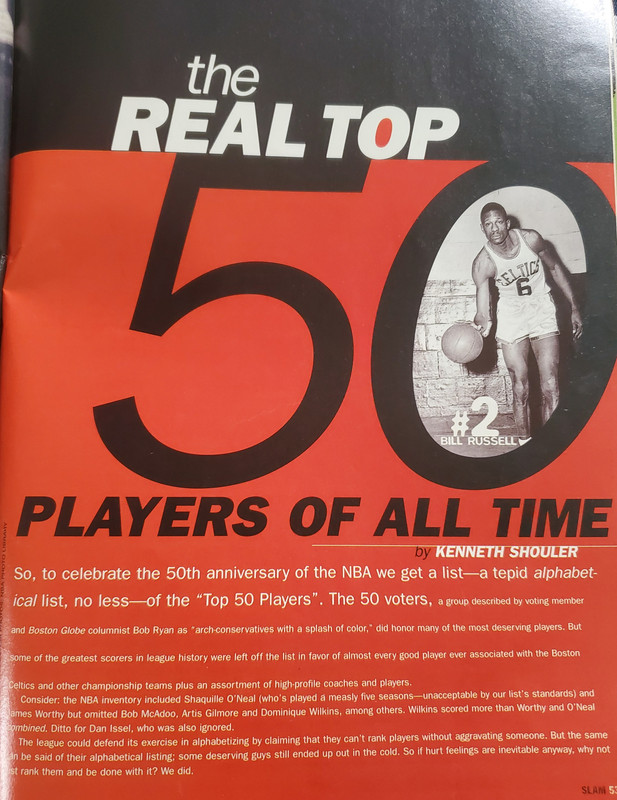 the
REAL TOP
50
CELTICS
6
#2
BILL RUSSELL
PLAYERS OF ALL TIME
by KENNETH SHOULER
So, to celebrate the 50th anniversary of the NBA we get a list—a tepid alphabet-
ical list, no less—of the “Top 50 Players”. The 50 voters, a group described by voting member
and Boston Globe columnist Bob Ryan as “arch-conservatives with a splash of color,” did honor many of the most deserving players. But
some of the greatest scorers in league history were left off the list in favor of almost every good player ever associated with the Boston
Celtics and other championship teams plus an assortment of high-profile coaches and players.
Consider: the NBA inventory included Shaquille O’Neal (who’s played a measly five seasons—unacceptable by our list’s standards) and
ames Worthy but omitted Bob McAdoo, Artis Gilmore and Dominique Wilkins, among others. Wilkins scored more than Worthy and O’Neal
combined. Ditto for Dan Issel, who was also ignored.
The league could defend its exercise in alphabetizing by claiming that they can’t rank players without aggravating someone. But the same
an be said of their alphabetical listing; some deserving guys still ended up out in the cold. So if hurt feelings are inevitable anyway, why not
st rank them and be done with it? We did.
SLAM 53